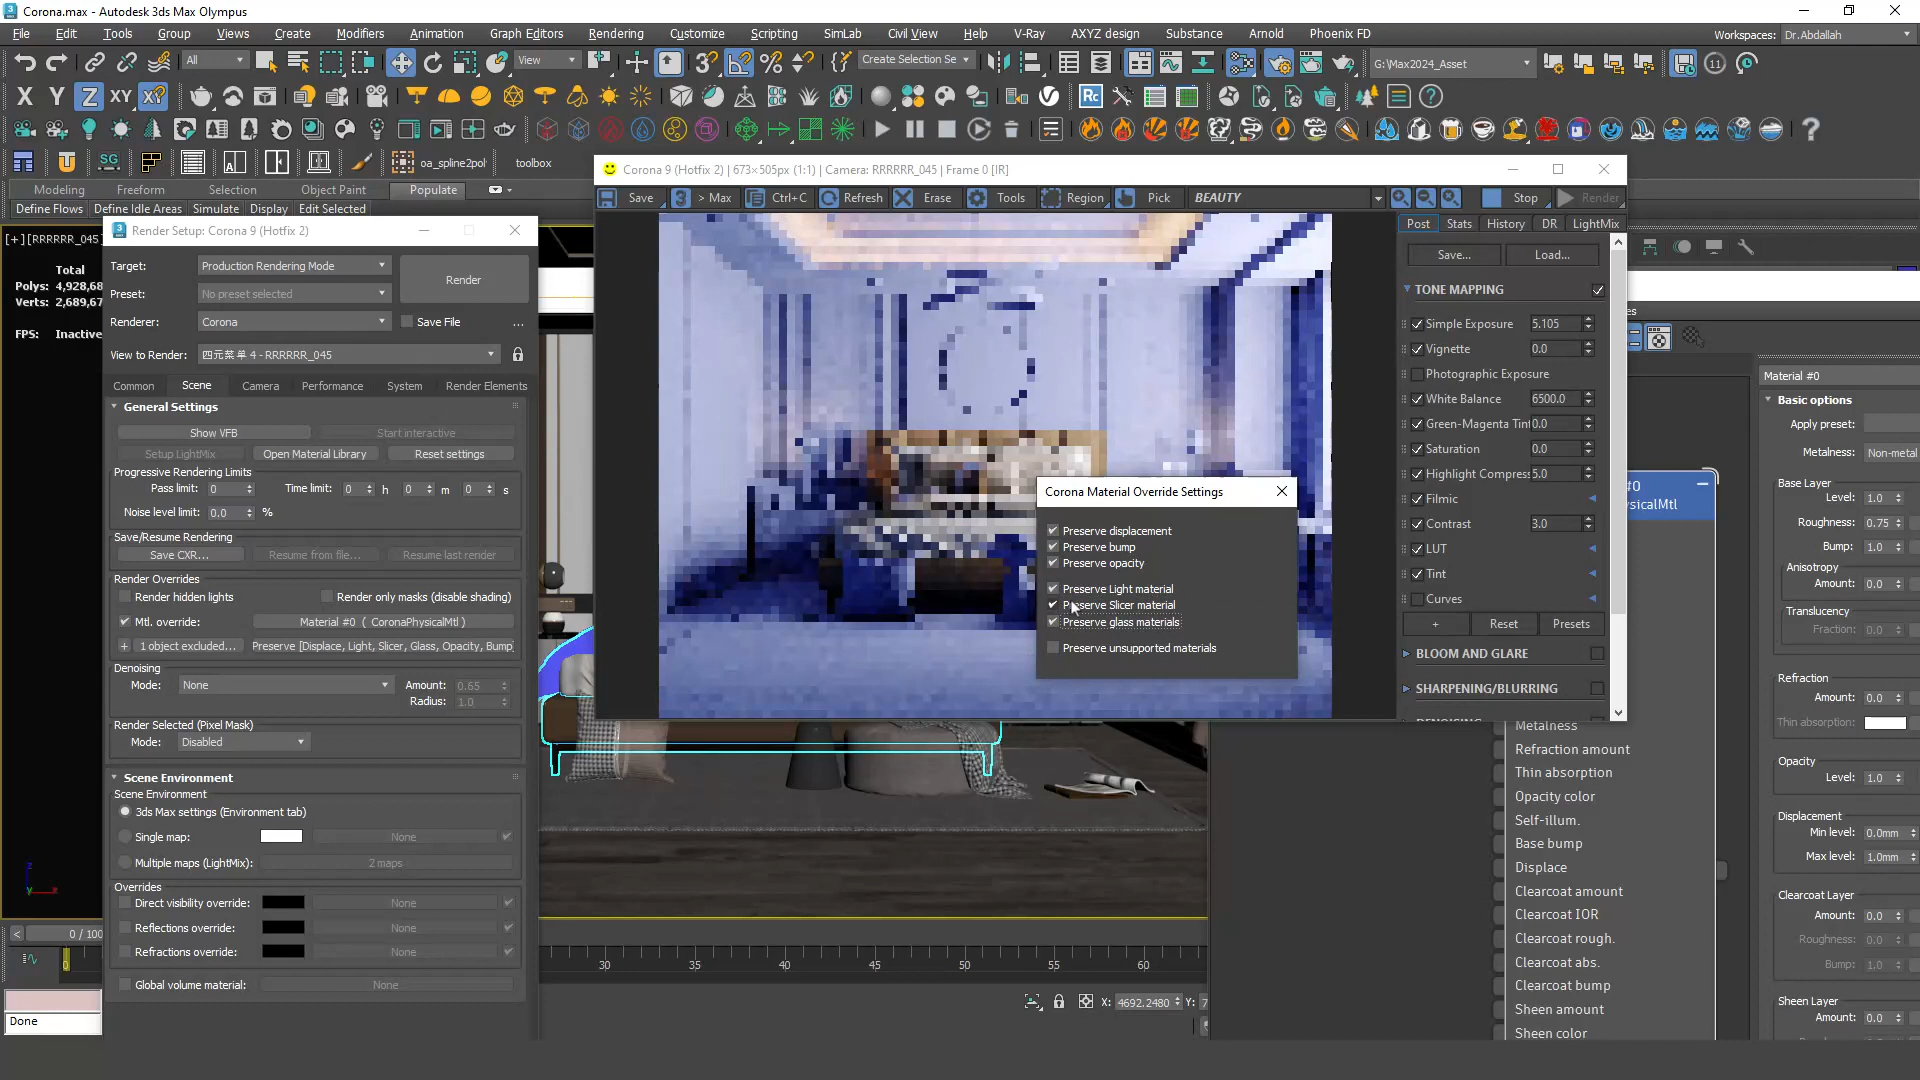 Corona.max - Autodesk 3ds Max Olympus
File Edit Tools Group Views Create Modifiers Animation Graph Editors Rendering Customize Scripting SimLab Civil View Help V-Ray AXYZ design Arnold Substance Phoenix FD
Workspaces: Dr.Abdallah
All View Create Selection Se G:\Max2024_Asset 11
X Y Z XY XY Rc
SG A oa_spline2pol toolbox
Modeling Freeform Selection Object Paint Populate
Define Flows Define Idle Areas Simulate Display Edit Selected
[+] [RRRRRR_045]
Total
Polys: 4,928,68
Verts: 2,689,67
FPS: Inactive
Render Setup: Corona 9 (Hotfix 2)
Target: Production Rendering Mode Render
Preset: No preset selected
Renderer: Corona Save File ...
View to Render: 四元菜单 4 - RRRRRR_045
Common Scene Camera Performance System Render Elements
General Settings
Show VFB Start interactive
Setup LightMix Open Material Library Reset settings
Progressive Rendering Limits
Pass limit: 0 Time limit: 0 h 0 m 0 s
Noise level limit: 0.0 %
Save/Resume Rendering
Save CXR... Resume from file... Resume last render
Render Overrides
Render hidden lights Render only masks (disable shading)
Mtl. override: Material #0 ( CoronaPhysicalMtl )
+ 1 object excluded... Preserve [Displace, Light, Slicer, Glass, Opacity, Bump]
Denoising
Mode: None Amount: 0.65
Radius: 1.0
Render Selected (Pixel Mask)
Mode: Disabled
Scene Environment
Scene Environment
3ds Max settings (Environment tab)
Single map: None
Multiple maps (LightMix): 2 maps
Overrides
Direct visibility override: None
Reflections override: None
Refractions override: None
Global volume material: None
Corona 9 (Hotfix 2) | 673×505px (1:1) | Camera: RRRRRR_045 | Frame 0 [IR]
Save > Max Ctrl+C Refresh Erase Tools Region Pick BEAUTY Stop Render
Post Stats History DR LightMix
Save... Load...
TONE MAPPING
Simple Exposure 5.105
Vignette 0.0
Photographic Exposure
White Balance 6500.0
Green-Magenta Tint 0.0
Saturation 0.0
Highlight Compress 5.0
Filmic
Contrast 3.0
LUT
Tint
Curves
+ Reset Presets
BLOOM AND GLARE
SHARPENING/BLURRING
Corona Material Override Settings
Preserve displacement
Preserve bump
Preserve opacity
Preserve Light material
Preserve Slicer material
Preserve glass materials
Preserve unsupported materials
es
#0
ysicalMtl
Metalness
Refraction amount
Thin absorption
Opacity color
Self-illum.
Base bump
Displace
Clearcoat amount
Clearcoat IOR
Clearcoat rough.
Clearcoat abs.
Clearcoat bump
Sheen amount
Sheen color
Material #0
Basic options
Apply preset:
Metalness: Non-metal
Base Layer
Level: 1.0
Roughness: 0.75
Bump: 1.0
Anisotropy
Amount: 0.0
Translucency
Fraction: 0.0
Refraction
Amount: 0.0
Thin absorption:
Opacity
Level: 1.0
Displacement
Min level: 0.0mm
Max level: 1.0mm
Clearcoat Layer
Amount: 0.0
Roughness: 0.0
Bump: 1.0
Sheen Layer
Amount: 0.0
z
y x
< 0 / 100
0 30 35 40 45 50 55 60
Done
X: 4692.2480 Y: 7